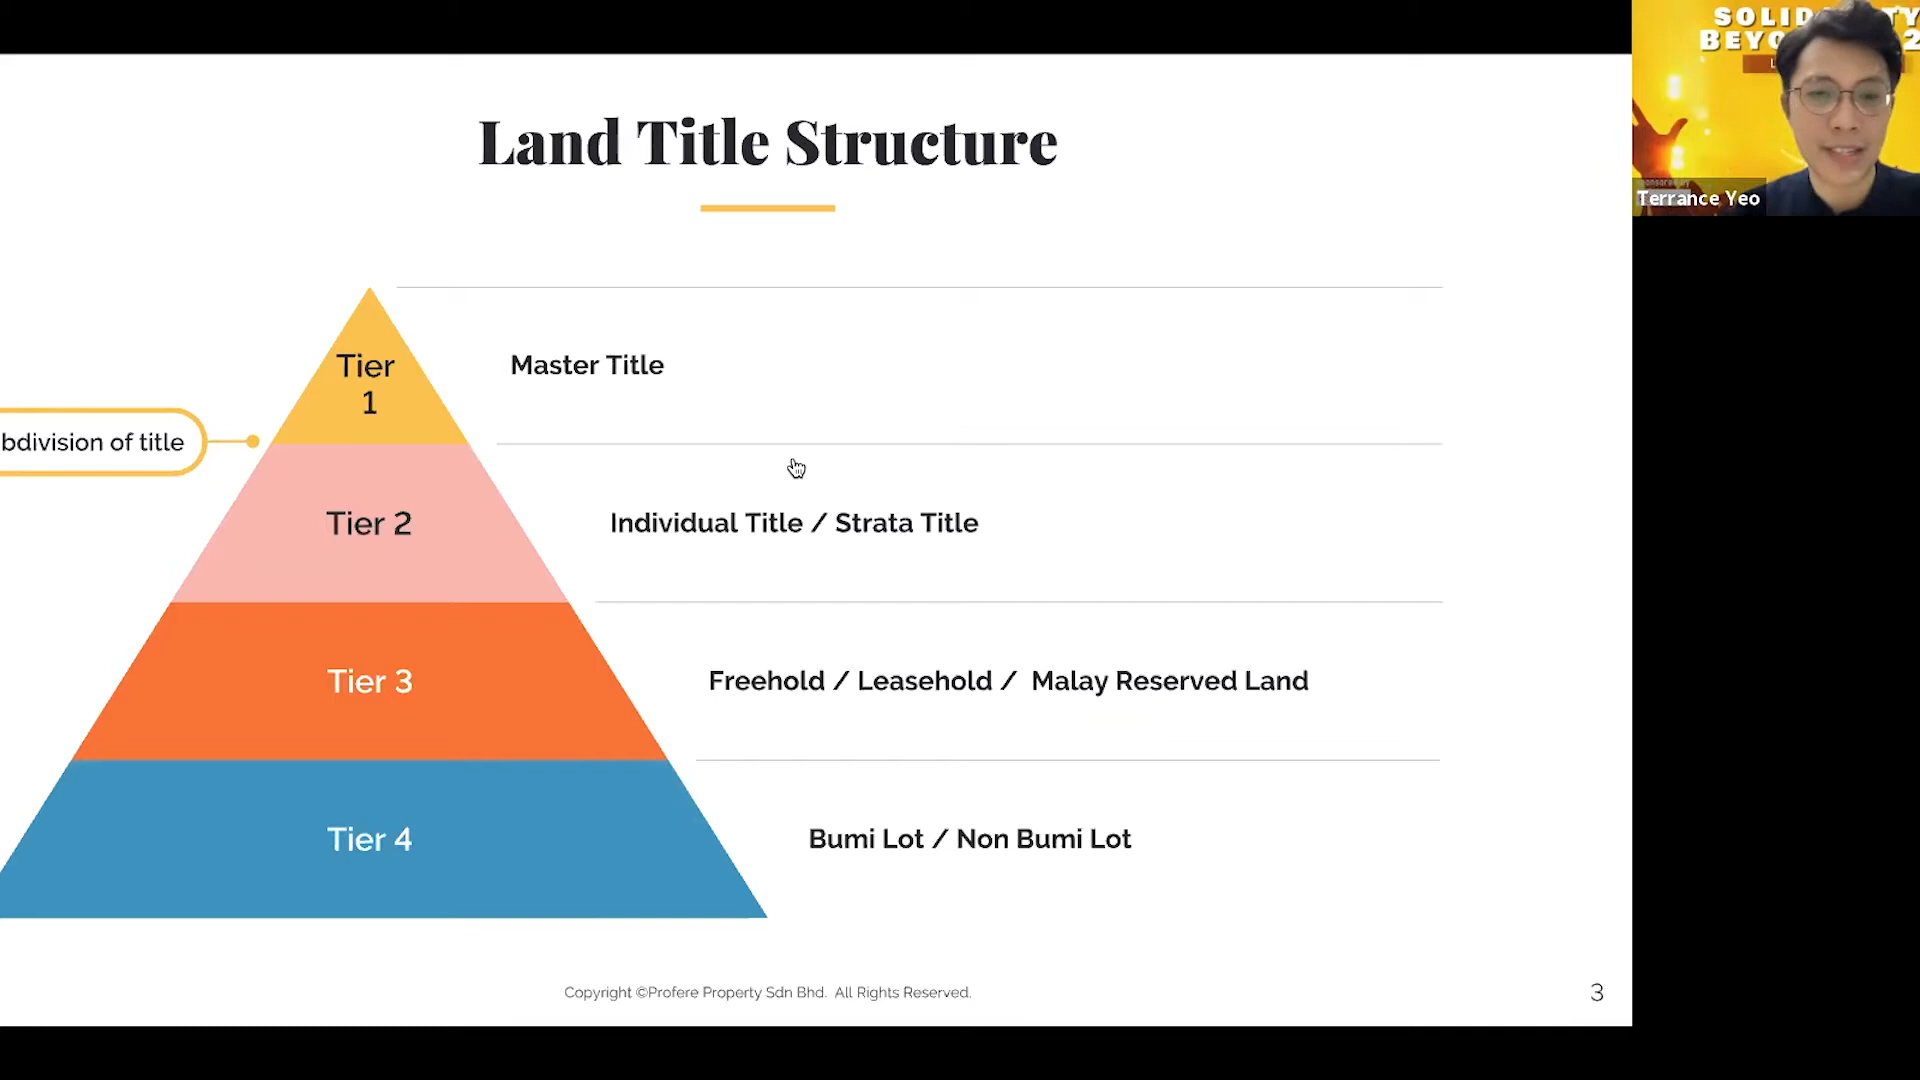 Land Title Structure
Tier
1
Master Title
bdivision of title
Tier 2
Individual Title / Strata Title
Tier 3
Freehold / Leasehold / Malay Reserved Land
Tier 4
Bumi Lot / Non Bumi Lot
Copyright ©Profere Property Sdn Bhd. All Rights Reserved.
3
Terrance Yeo